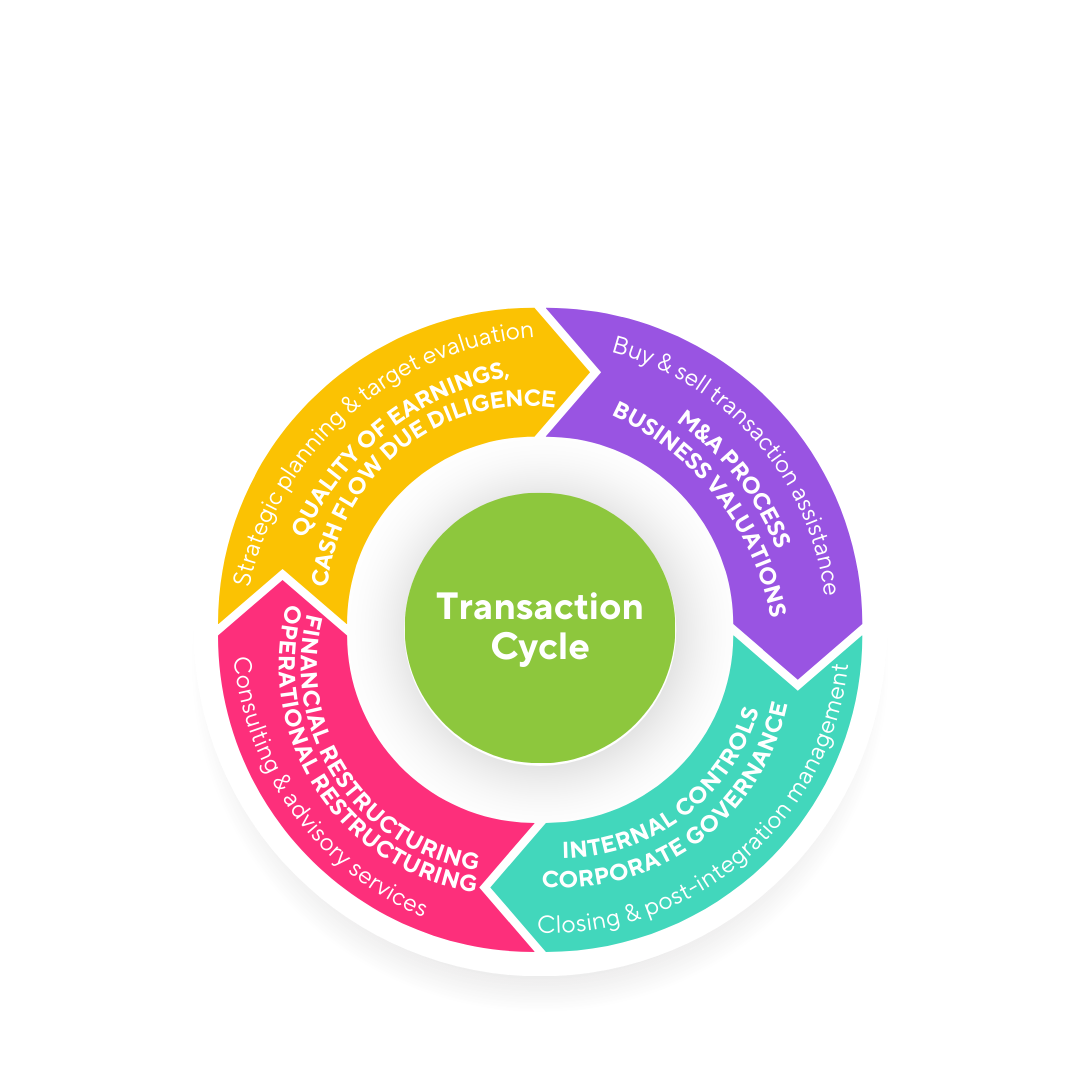 Strategic planning & target evaluation
QUALITY OF EARNINGS,
CASH FLOW DUE DILIGENCE
Buy & sell transaction assistance
M&A PROCESS
BUSINESS VALUATIONS
Transaction
Cycle
INTERNAL CONTROLS
CORPORATE GOVERNANCE
Closing & post-integration management
FINANCIAL RESTRUCTURING
OPERATIONAL RESTRUCTURING
Consulting & advisory services